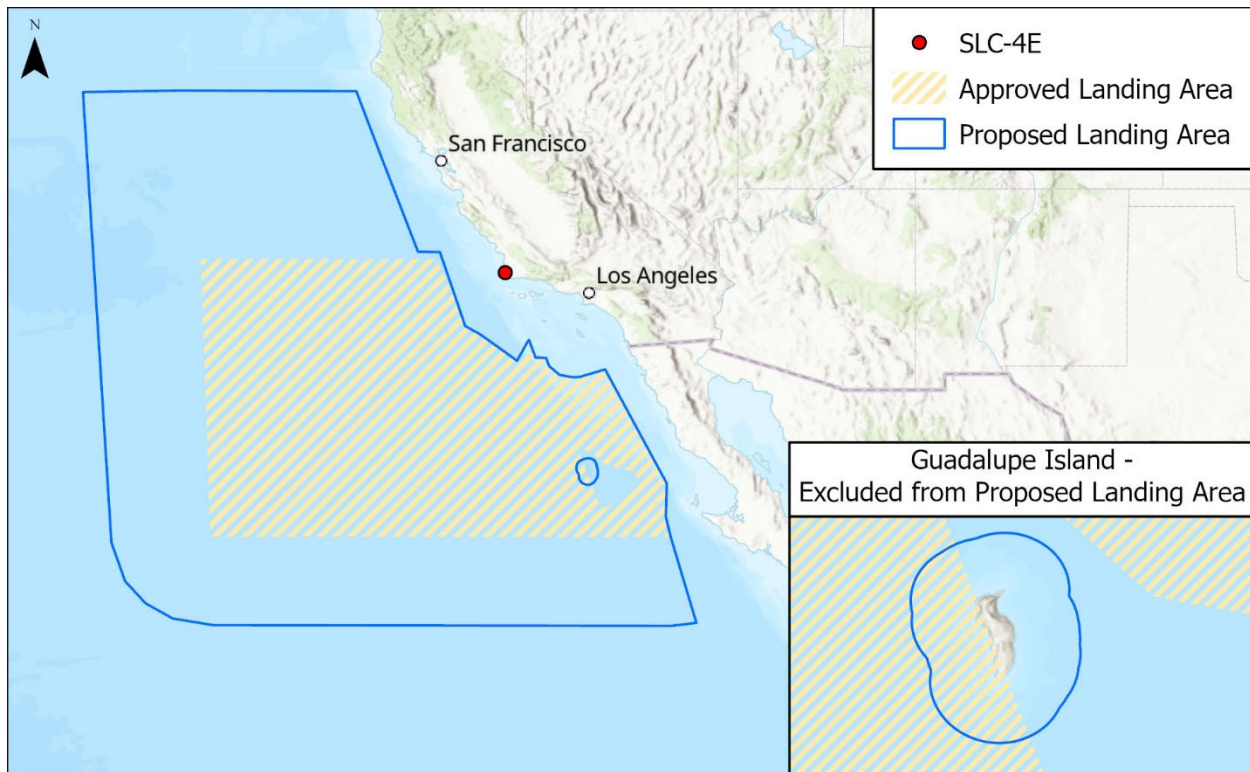 N
SLC-4E
Approved Landing Area
Proposed Landing Area
San Francisco
Los Angeles
Guadalupe Island -
Excluded from Proposed Landing Area